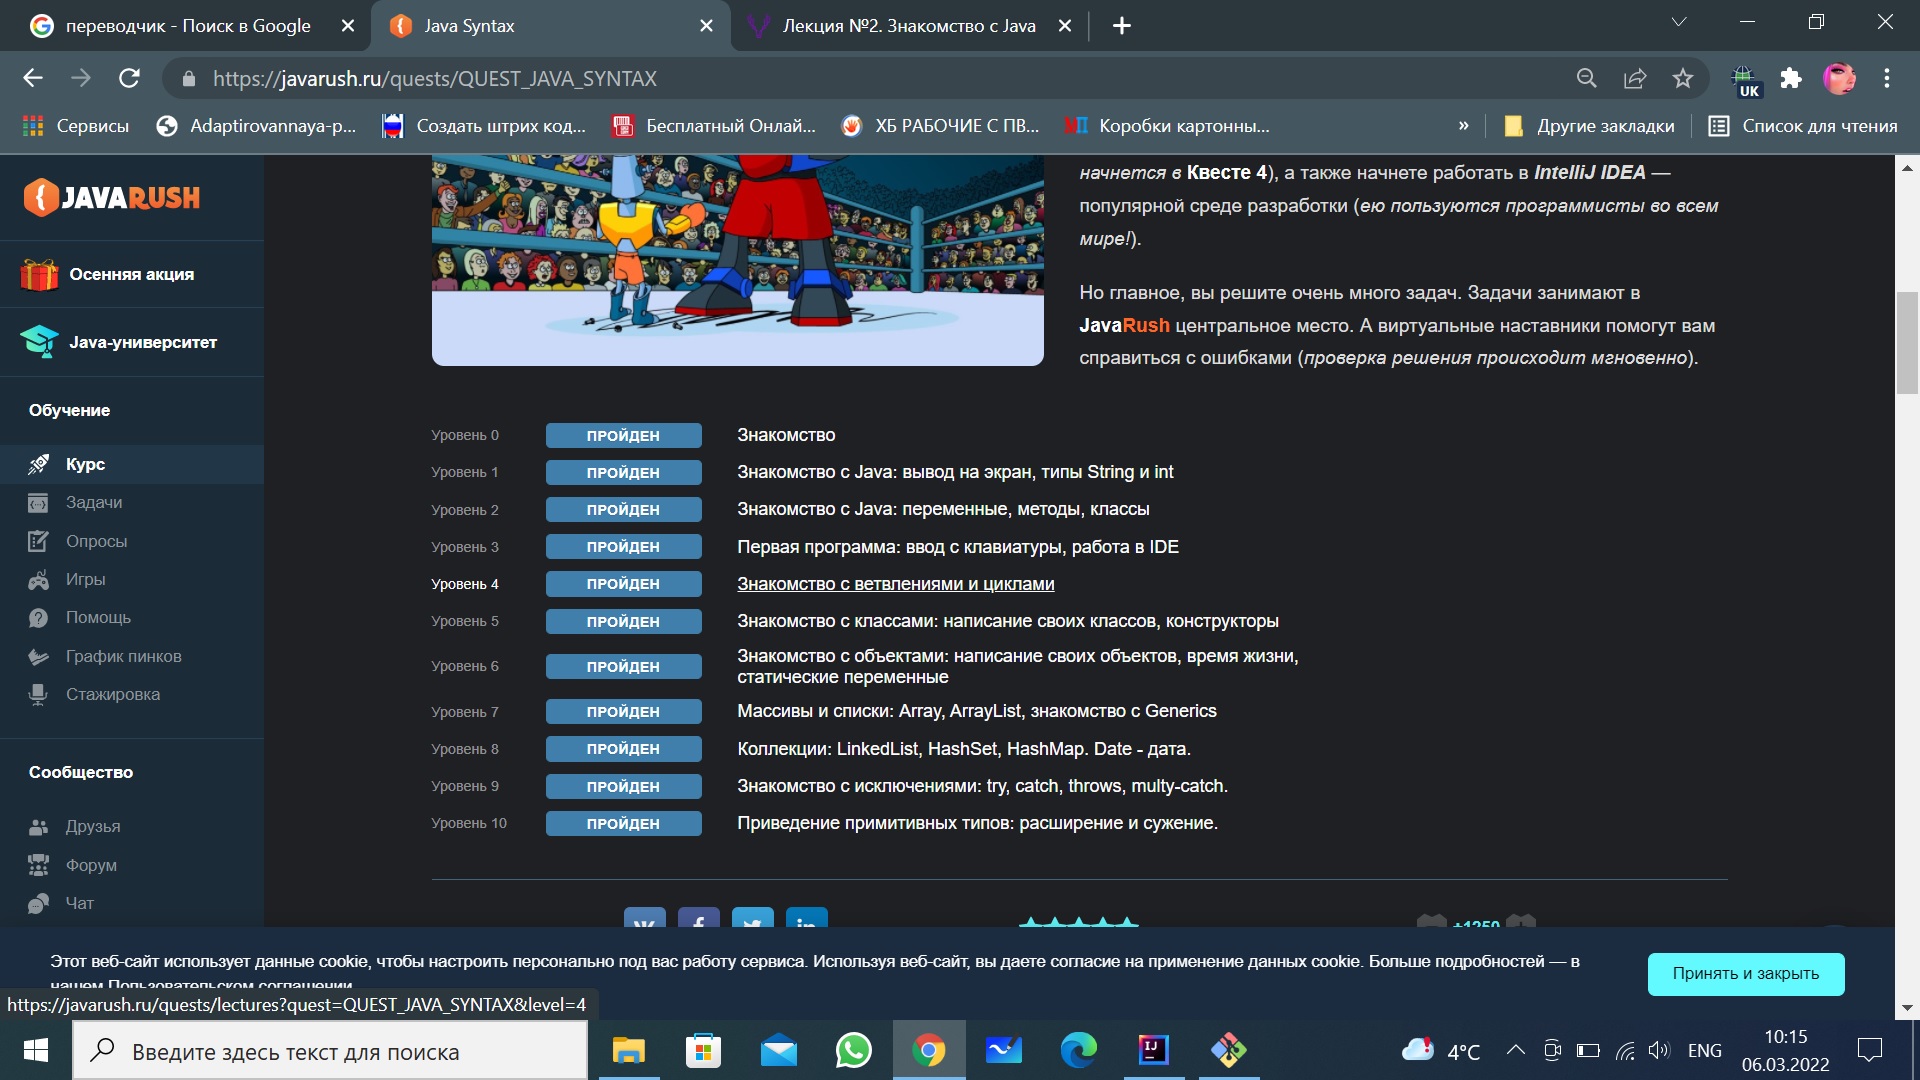 переводчик - Поиск в Google
Java Syntax
Лекция №2. Знакомство с Java
https://javarush.ru/quests/QUEST_JAVA_SYNTAX
UK
Сервисы
Adaptirovannaya-p...
Создать штрих код...
Бесплатный Онлай...
ХБ РАБОЧИЕ С ПВ...
Коробки картонны...
»
Другие закладки
Список для чтения
JAVARUSH
Осенняя акция
Java-университет
Обучение
Курс
Задачи
Опросы
Игры
Помощь
График пинков
Стажировка
Сообщество
Друзья
Форум
Чат
начнется в Квесте 4), а также начнете работать в IntelliJ IDEA —
популярной среде разработки (ею пользуются программисты во всем
мире!).
Но главное, вы решите очень много задач. Задачи занимают в
JavaRush центральное место. А виртуальные наставники помогут вам
справиться с ошибками (проверка решения происходит мгновенно).
Уровень 0 ПРОЙДЕН Знакомство
Уровень 1 ПРОЙДЕН Знакомство с Java: вывод на экран, типы String и int
Уровень 2 ПРОЙДЕН Знакомство с Java: переменные, методы, классы
Уровень 3 ПРОЙДЕН Первая программа: ввод с клавиатуры, работа в IDE
Уровень 4 ПРОЙДЕН Знакомство с ветвлениями и циклами
Уровень 5 ПРОЙДЕН Знакомство с классами: написание своих классов, конструкторы
Уровень 6 ПРОЙДЕН Знакомство с объектами: написание своих объектов, время жизни,
статические переменные
Уровень 7 ПРОЙДЕН Массивы и списки: Array, ArrayList, знакомство с Generics
Уровень 8 ПРОЙДЕН Коллекции: LinkedList, HashSet, HashMap. Date - дата.
Уровень 9 ПРОЙДЕН Знакомство с исключениями: try, catch, throws, multy-catch.
Уровень 10 ПРОЙДЕН Приведение примитивных типов: расширение и сужение.
+1250
Этот веб-сайт использует данные cookie, чтобы настроить персонально под вас работу сервиса. Используя веб-сайт, вы даете согласие на применение данных cookie. Больше подробностей — в
нашем Пользовательском соглашении
Принять и закрыть
https://javarush.ru/quests/lectures?quest=QUEST_JAVA_SYNTAX&level=4
Введите здесь текст для поиска
4°C
ENG
10:15
06.03.2022